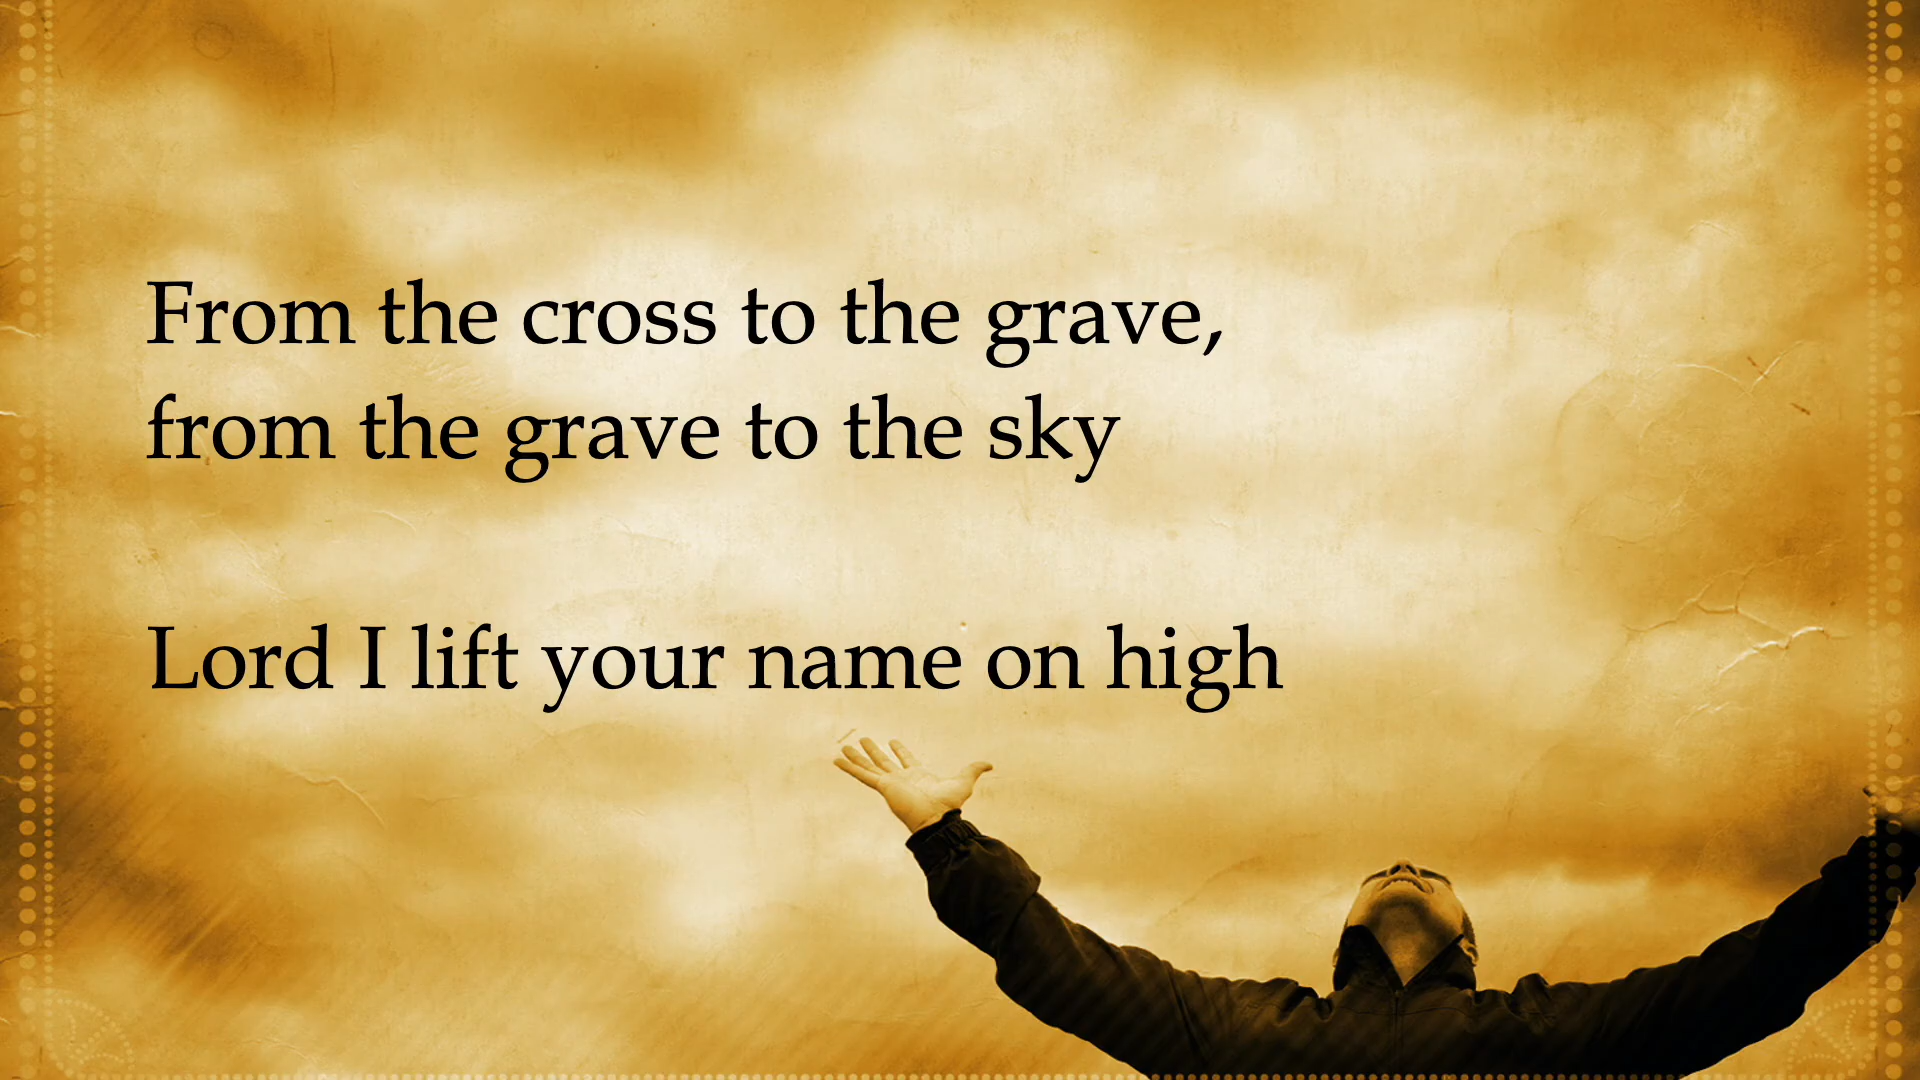 From the cross to the grave,
from the grave to the sky
Lord I lift your name on high